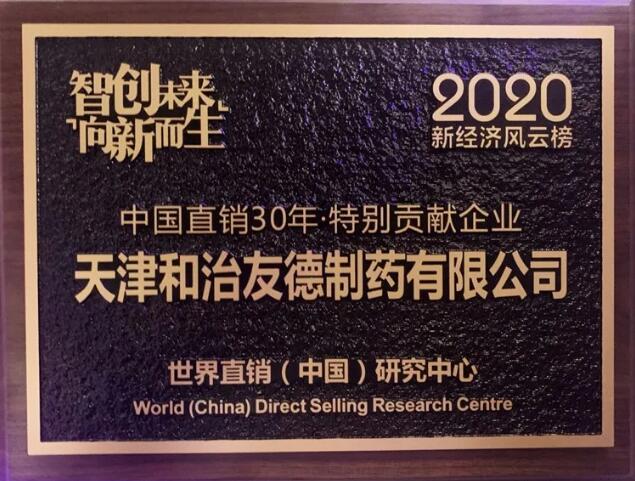 智创未来
向新而生
2020
新经济风云榜
中国直销30年·特别贡献企业
天津和治友德制药有限公司
世界直销（中国）研究中心
World (China) Direct Selling Research Centre